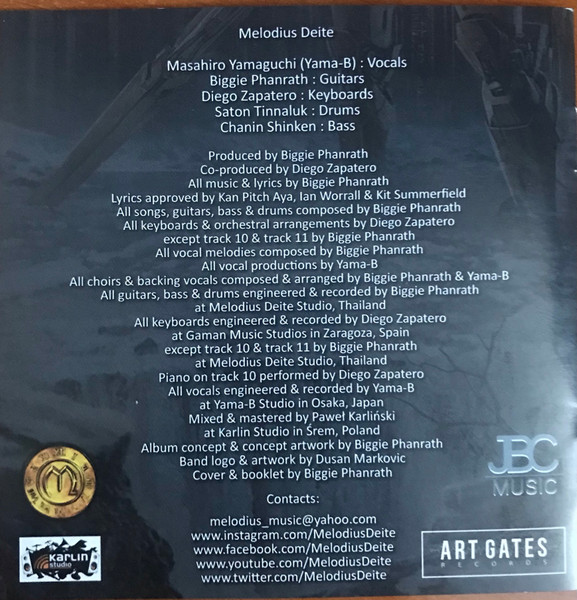 Melodius Deite
Masahiro Yamaguchi (Yama-B) : Vocals
Biggie Phanrath : Guitars
Diego Zapatero : Keyboards
Saton Tinnaluk : Drums
Chanin Shinken : Bass
Produced by Biggie Phanrath
Co-produced by Diego Zapatero
All music & lyrics by Biggie Phanrath
Lyrics approved by Kan Pitch Aya, Ian Worrall & Kit Summerfield
All songs, guitars, bass & drums composed by Biggie Phanrath
All keyboards & orchestral arrangements by Diego Zapatero
except track 10 & track 11 by Biggie Phanrath
All vocal melodies composed by Biggie Phanrath
All vocal productions by Yama-B
All choirs & backing vocals composed & arranged by Biggie Phanrath & Yama-B
All guitars, bass & drums engineered & recorded by Biggie Phanrath
at Melodius Deite Studio, Thailand
All keyboards engineered & recorded by Diego Zapatero
at Gaman Music Studios in Zaragoza, Spain
except track 10 & track 11 by Biggie Phanrath
at Melodius Deite Studio, Thailand
Piano on track 10 performed by Diego Zapatero
All vocals engineered & recorded by Yama-B
at Yama-B Studio in Osaka, Japan
Mixed & mastered by Paweł Karliński
at Karlin Studio in Śrem, Poland
Album concept & concept artwork by Biggie Phanrath
Band logo & artwork by Dusan Markovic
Cover & booklet by Biggie Phanrath
JBC
MUSIC
Contacts:
melodius_music@yahoo.com
www.instagram.com/MelodiusDeite
www.facebook.com/MelodiusDeite
www.youtube.com/MelodiusDeite
www.twitter.com/MelodiusDeite
KARLIN
studio
ART GATES
RECORDS